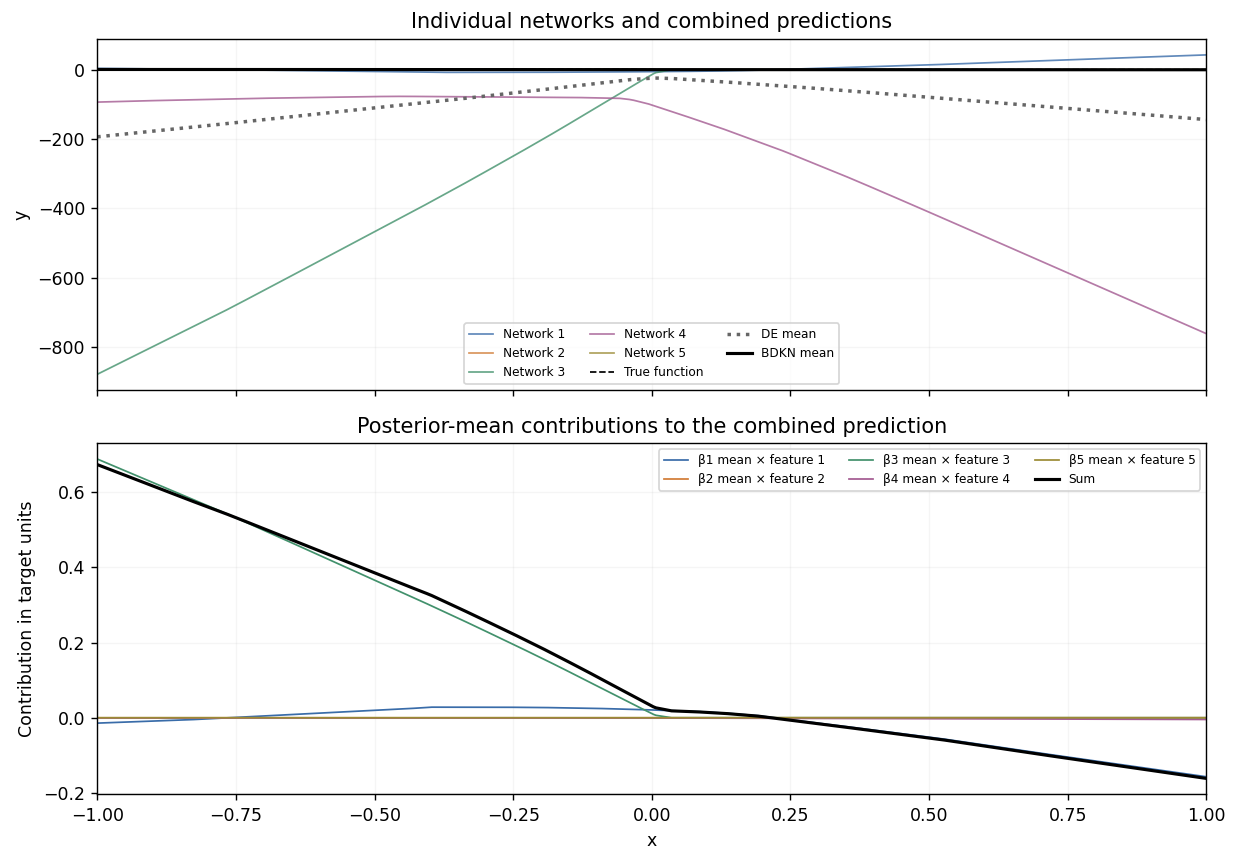 Individual networks and combined predictions
0
−200
−400
−600
−800
y
Network 1 Network 4 DE mean
Network 2 Network 5 BDKN mean
Network 3 True function
Posterior-mean contributions to the combined prediction
0.6
0.4
0.2
0.0
−0.2
Contribution in target units
β1 mean × feature 1 β3 mean × feature 3 β5 mean × feature 5
β2 mean × feature 2 β4 mean × feature 4 Sum
−1.00 −0.75 −0.50 −0.25 0.00 0.25 0.50 0.75 1.00
x